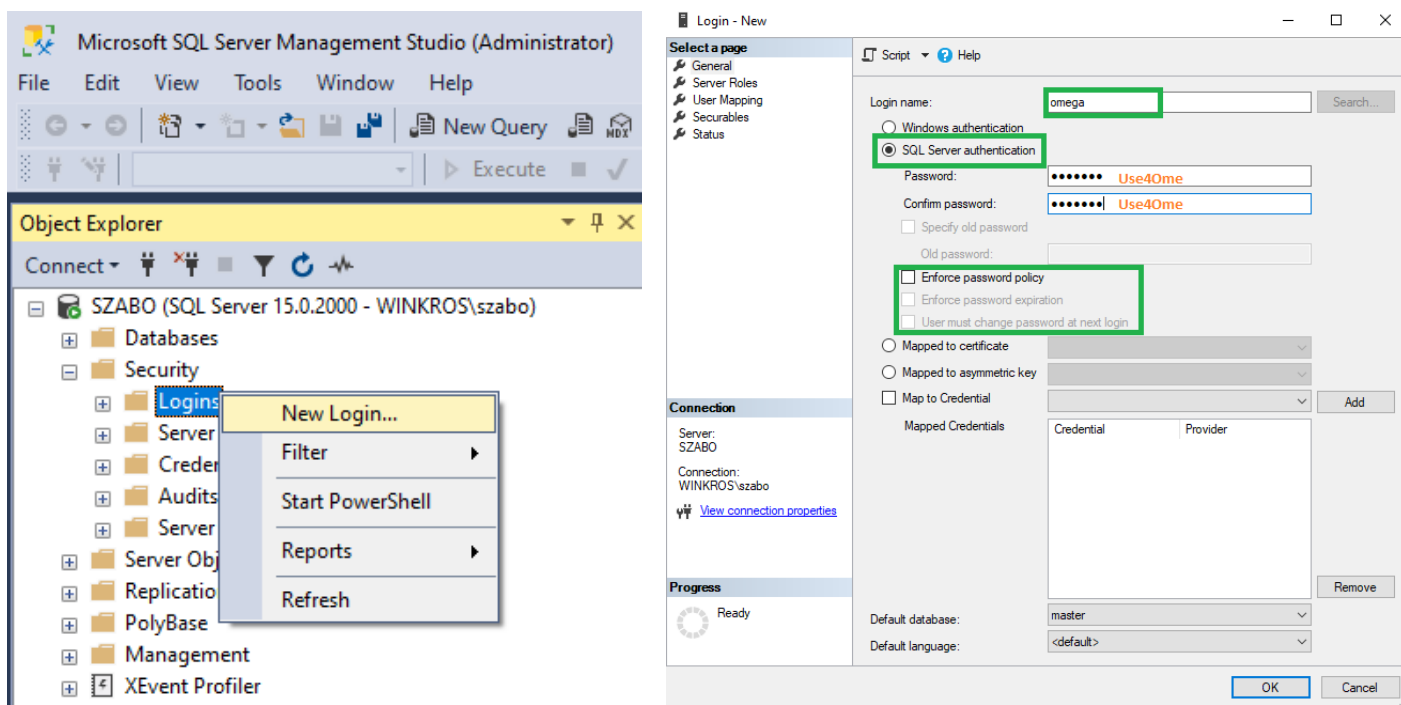 Microsoft SQL Server Management Studio (Administrator)
File Edit View Tools Window Help
New Query MDX
Execute
Object Explorer
Connect
SZABO (SQL Server 15.0.2000 - WINKROS\szabo)
Databases
Security
Logins
Server
Creder
Audits
Server
Server Obj
Replicatio
PolyBase
Management
XEvent Profiler
New Login...
Filter
Start PowerShell
Reports
Refresh
Login - New
Select a page
General
Server Roles
User Mapping
Securables
Status
Connection
Server:
SZABO
Connection:
WINKROS\szabo
View connection properties
Progress
Ready
Script Help
Login name: omega Search...
Windows authentication
SQL Server authentication
Password: ••••••• Use4Ome
Confirm password: ••••••• Use4Ome
Specify old password
Old password:
Enforce password policy
Enforce password expiration
User must change password at next login
Mapped to certificate
Mapped to asymmetric key
Map to Credential Add
Mapped Credentials Credential Provider
Remove
Default database: master
Default language: <default>
OK Cancel